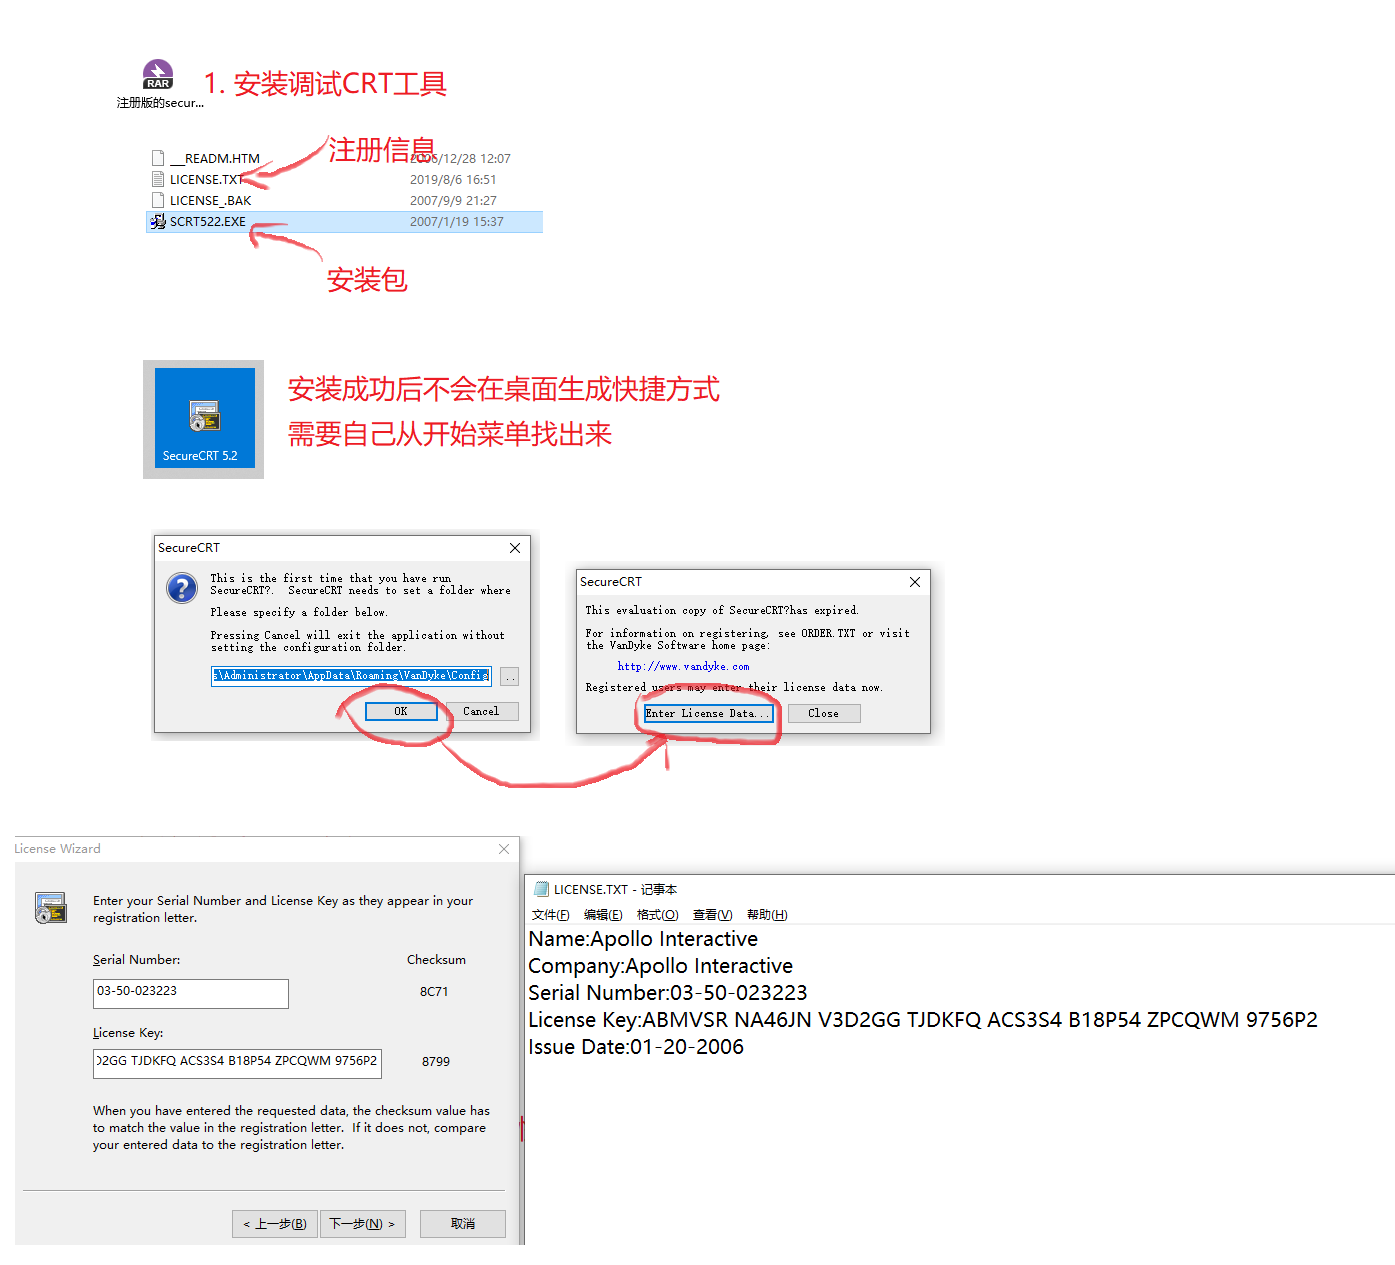 RAR
1. 安装调试CRT工具
注册版的secur...
注册信息
__READM.HTM 2006/12/28 12:07
LICENSE.TXT 2019/8/6 16:51
LICENSE_.BAK 2007/9/9 21:27
SCRT522.EXE 2007/1/19 15:37
安装包
安装成功后不会在桌面生成快捷方式
需要自己从开始菜单找出来
SecureCRT 5.2
SecureCRT
This is the first time that you have run
SecureCRT?. SecureCRT needs to set a folder where
Please specify a folder below.
Pressing Cancel will exit the application without
setting the configuration folder.
s\Administrator\AppData\Roaming\VanDyke\Config ..
OK Cancel
SecureCRT
This evaluation copy of SecureCRT?has expired.
For information on registering, see ORDER.TXT or visit
the VanDyke Software home page:
http://www.vandyke.com
Registered users may enter their license data now.
Enter License Data... Close
License Wizard
Enter your Serial Number and License Key as they appear in your
registration letter.
Serial Number: Checksum
03-50-023223 8C71
License Key:
2GG TJDKFQ ACS3S4 B18P54 ZPCQWM 9756P2 8799
When you have entered the requested data, the checksum value has
to match the value in the registration letter. If it does not, compare
your entered data to the registration letter.
< 上一步(B) 下一步(N) > 取消
LICENSE.TXT - 记事本
文件(F) 编辑(E) 格式(O) 查看(V) 帮助(H)
Name:Apollo Interactive
Company:Apollo Interactive
Serial Number:03-50-023223
License Key:ABMVSR NA46JN V3D2GG TJDKFQ ACS3S4 B18P54 ZPCQWM 9756P2
Issue Date:01-20-2006